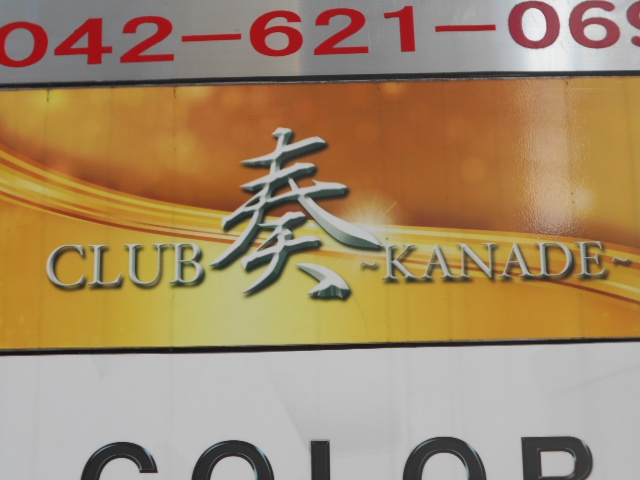 042-621-069
CLUB 奏 ~KANADE~
COLOR